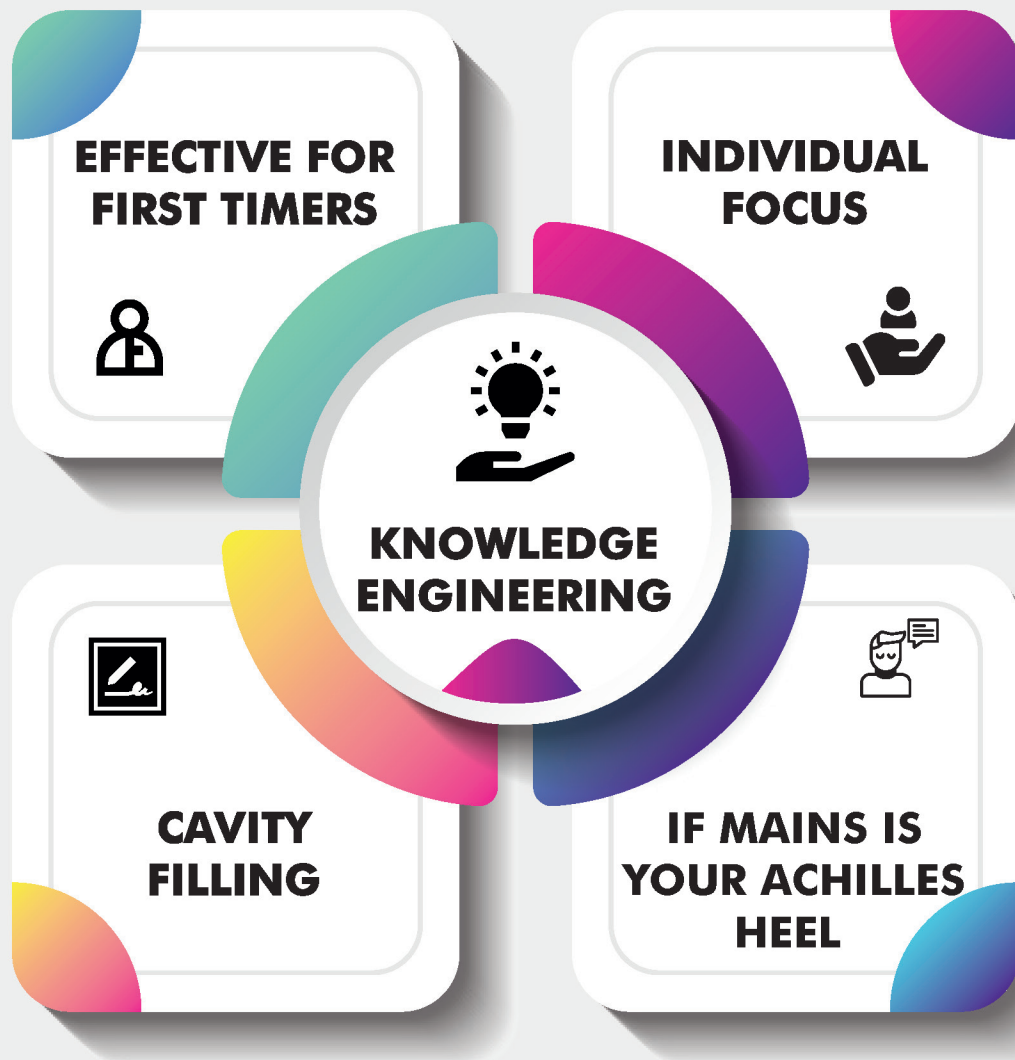 EFFECTIVE FOR
FIRST TIMERS
INDIVIDUAL
FOCUS
KNOWLEDGE
ENGINEERING
CAVITY
FILLING
IF MAINS IS
YOUR ACHILLES
HEEL